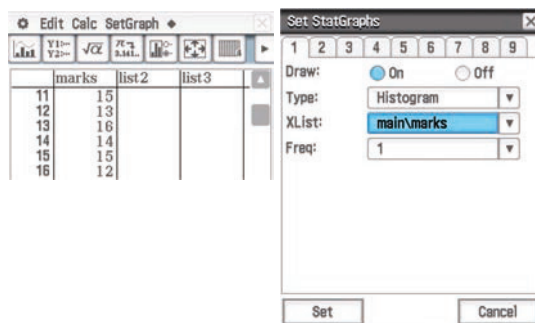 Edit Calc SetGraph
Y1:... Y2:... √α
marks list2 list3
11 15
12 13
13 16
14 14
15 15
16 12
Set StatGraphs
1 2 3 4 5 6 7 8 9
Draw: On Off
Type: Histogram
XList: main\marks
Freq: 1
Set Cancel